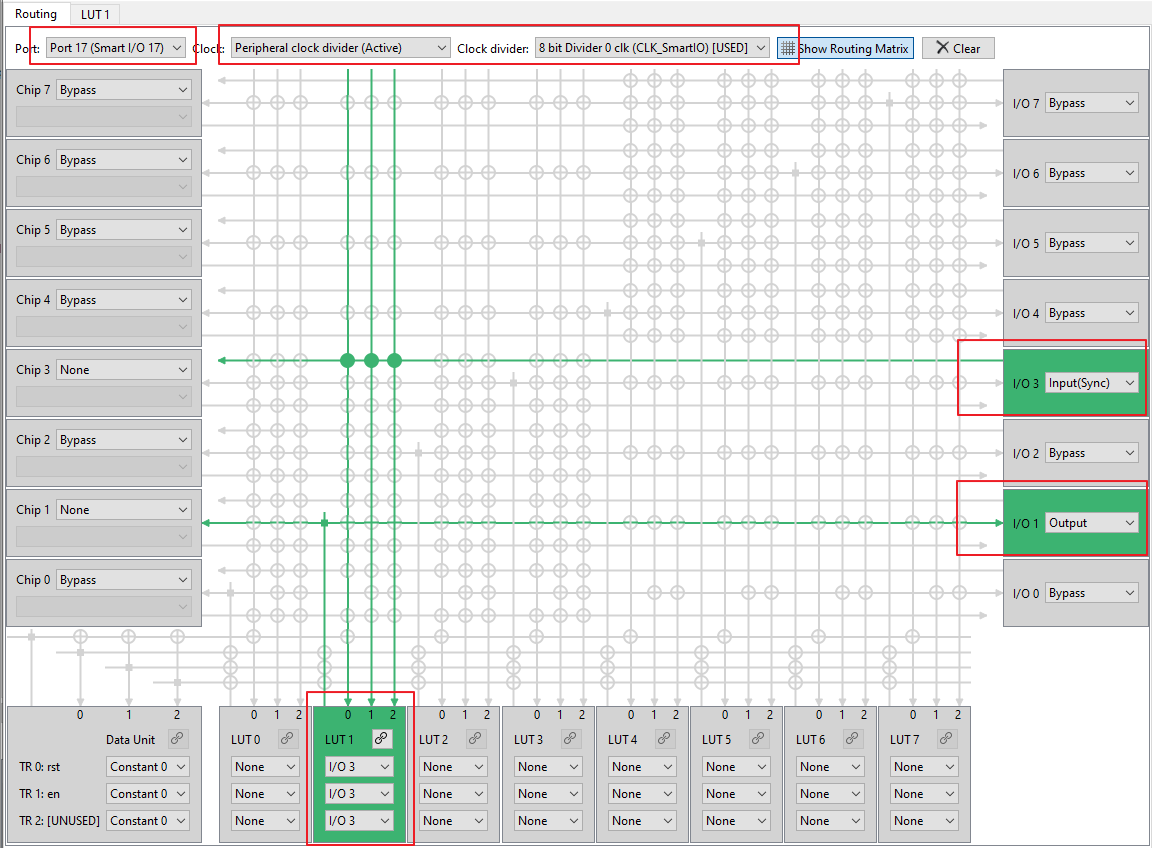 Routing LUT 1
Port: Port 17 (Smart I/O 17) Clock: Peripheral clock divider (Active) Clock divider: 8 bit Divider 0 clk (CLK_SmartIO) [USED] Show Routing Matrix Clear
Chip 7 Bypass I/O 7 Bypass
Chip 6 Bypass I/O 6 Bypass
Chip 5 Bypass I/O 5 Bypass
Chip 4 Bypass I/O 4 Bypass
Chip 3 None I/O 3 Input(Sync)
Chip 2 Bypass I/O 2 Bypass
Chip 1 None I/O 1 Output
Chip 0 Bypass I/O 0 Bypass
0 1 2 0 1 2 0 1 2 0 1 2 0 1 2 0 1 2 0 1 2 0 1 2 0 1 2
Data Unit LUT 0 LUT 1 LUT 2 LUT 3 LUT 4 LUT 5 LUT 6 LUT 7
TR 0: rst Constant 0 None I/O 3 None None None None None None
TR 1: en Constant 0 None I/O 3 None None None None None None
TR 2: [UNUSED] Constant 0 None I/O 3 None None None None None None